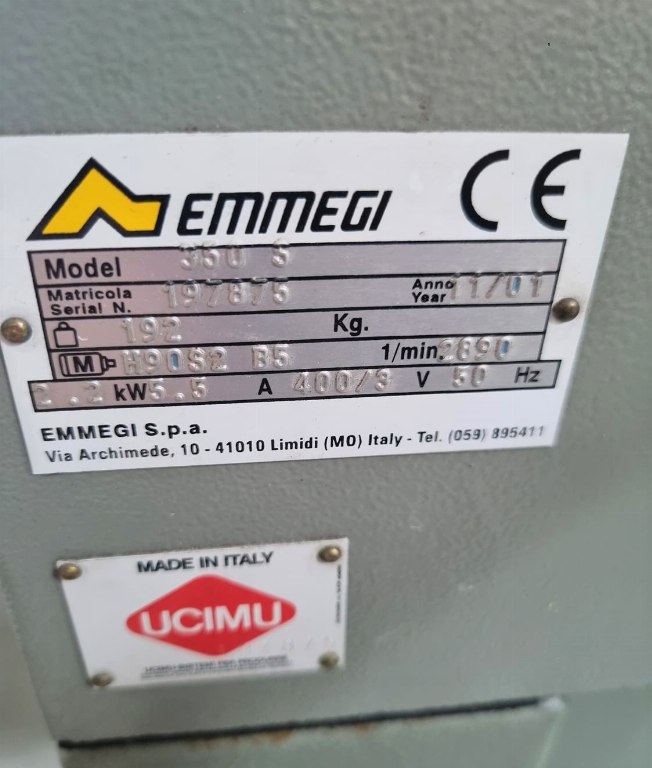 EMMEGI CE
Model 350 S
Matricola Serial N. 197875 Anno Year 11/01
192 Kg.
M H90S2 B5 1/min. 2890
2.2 kW 5.5 A 400/3 V 50 Hz
EMMEGI S.p.a.
Via Archimede, 10 - 41010 Limidi (MO) Italy - Tel. (059) 895411
MADE IN ITALY
UCIMU